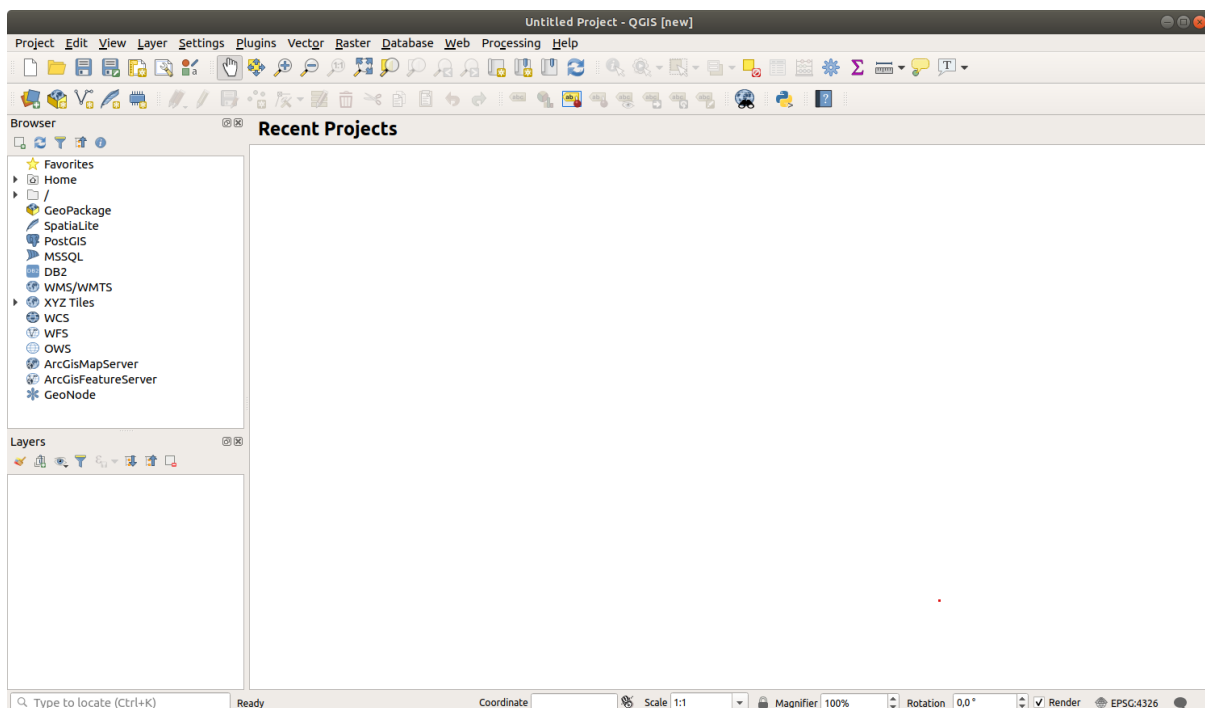 Untitled Project - QGIS [new]
Project Edit View Layer Settings Plugins Vector Raster Database Web Processing Help
Browser
Recent Projects
Favorites
Home
/
GeoPackage
SpatiaLite
PostGIS
MSSQL
DB2
WMS/WMTS
XYZ Tiles
WCS
WFS
OWS
ArcGisMapServer
ArcGisFeatureServer
GeoNode
Layers
Type to locate (Ctrl+K) Ready Coordinate Scale 1:1 Magnifier 100% Rotation 0,0 ° Render EPSG:4326